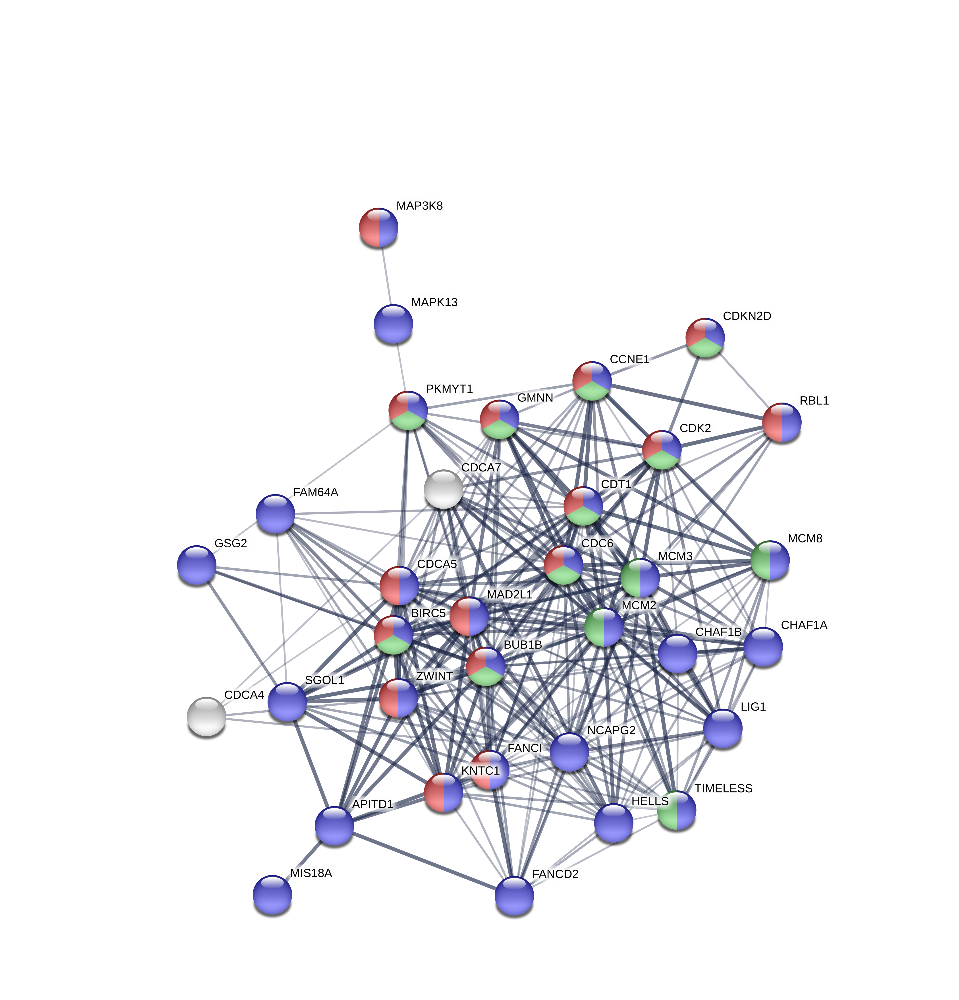 MAP3K8
MAPK13
CDKN2D
CCNE1
PKMYT1
GMNN
RBL1
CDK2
CDCA7
CDT1
FAM64A
MCM8
GSG2
CDC6
MCM3
CDCA5
MAD2L1
MCM2
BIRC5
CHAF1A
CHAF1B
BUB1B
ZWINT
SGOL1
CDCA4
LIG1
NCAPG2
FANCI
KNTC1
TIMELESS
HELLS
APITD1
MIS18A
FANCD2